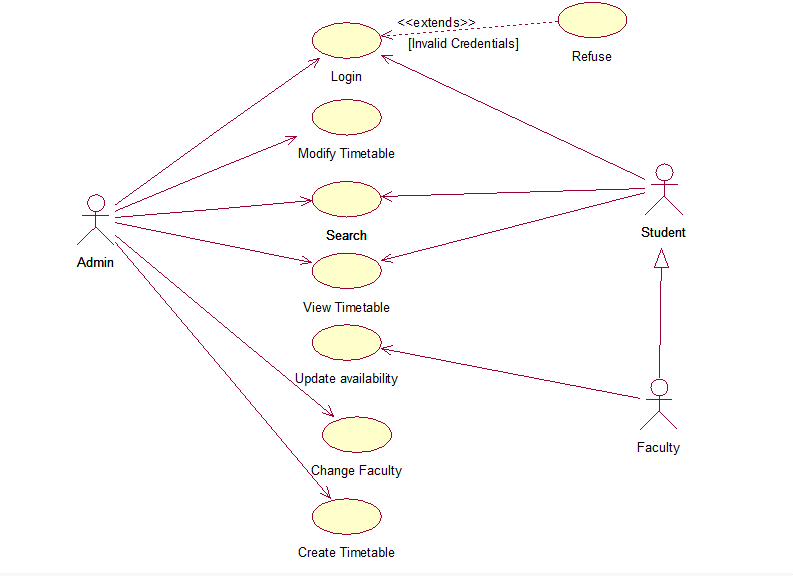 <<extends>>
[Invalid Credentials]
Refuse
Login
Modify Timetable
Search
Student
Admin
View Timetable
Update availability
Faculty
Change Faculty
Create Timetable